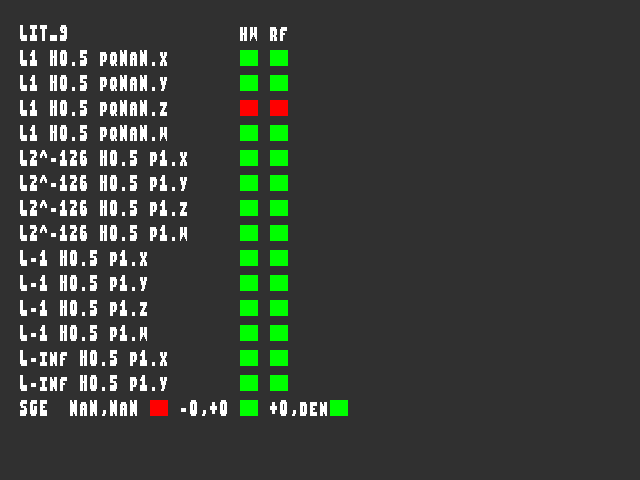 LIT_9 HW RF
L1 H0.5 PQNAN.X
L1 H0.5 PQNAN.Y
L1 H0.5 PQNAN.Z
L1 H0.5 PQNAN.W
L2^-126 H0.5 P1.X
L2^-126 H0.5 P1.Y
L2^-126 H0.5 P1.Z
L2^-126 H0.5 P1.W
L-1 H0.5 P1.X
L-1 H0.5 P1.Y
L-1 H0.5 P1.Z
L-1 H0.5 P1.W
L-INF H0.5 P1.X
L-INF H0.5 P1.Y
SGE NAN,NAN -0,+0 +0,DEN